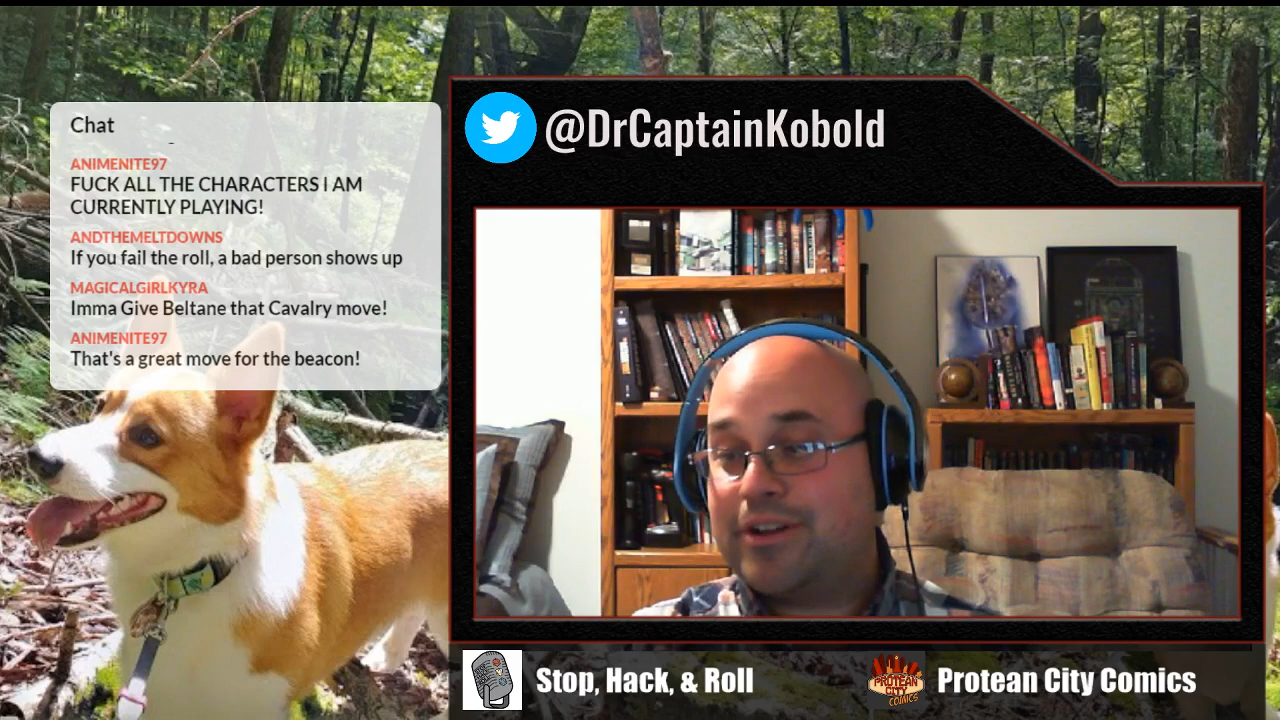 Chat
ANIMENITE97
FUCK ALL THE CHARACTERS I AM
CURRENTLY PLAYING!
ANDTHEMELTDOWNS
If you fail the roll, a bad person shows up
MAGICALGIRLKYRA
Imma Give Beltane that Cavalry move!
ANIMENITE97
That's a great move for the beacon!
@DrCaptainKobold
Stop, Hack, & Roll
PROTEAN
CITY
COMICS
Protean City Comics